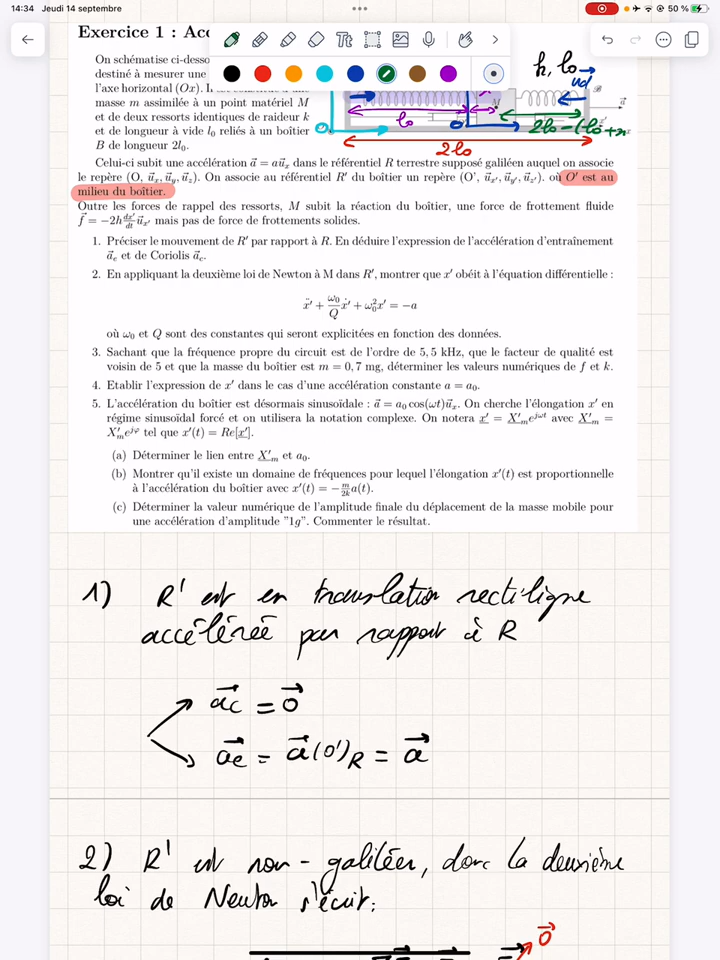 14:34 Jeudi 14 septembre
50 %
Exercice 1 : Acc
Tt
On schématise ci-desso
destiné à mesurer une
l'axe horizontal (Ox). Il
masse m assimilée à un point matériel M
et de deux ressorts identiques de raideur k
et de longueur à vide l₀ reliés à un boîtier
B de longueur 2l₀.
k, l₀
ud
l₀
M
2l₀-(l₀+x
O
O'
x'
2l₀
Celui-ci subit une accélération a⃗ = au⃗ₓ dans le référentiel R terrestre supposé galiléen auquel on associe
le repère (O, u⃗ₓ, u⃗ᵧ, u⃗_z). On associe au référentiel R' du boîtier un repère (O', u⃗ₓ', u⃗ᵧ', u⃗_z'). où O' est au
milieu du boîtier.
Outre les forces de rappel des ressorts, M subit la réaction du boîtier, une force de frottement fluide
f⃗ = −2h dx'/dt u⃗ₓ' mais pas de force de frottements solides.
1. Préciser le mouvement de R' par rapport à R. En déduire l'expression de l'accélération d'entraînement
a⃗ₑ et de Coriolis a⃗_c.
2. En appliquant la deuxième loi de Newton à M dans R', montrer que x' obéit à l'équation différentielle :
ẍ' + ω₀/Q ẋ' + ω₀²x' = −a
où ω₀ et Q sont des constantes qui seront explicitées en fonction des données.
3. Sachant que la fréquence propre du circuit est de l'ordre de 5, 5 kHz, que le facteur de qualité est
voisin de 5 et que la masse du boîtier est m = 0, 7 mg, déterminer les valeurs numériques de f et k.
4. Etablir l'expression de x' dans le cas d'une accélération constante a = a₀.
5. L'accélération du boîtier est désormais sinusoïdale : a⃗ = a₀ cos(ωt)u⃗ₓ. On cherche l'élongation x' en
régime sinusoïdal forcé et on utilisera la notation complexe. On notera x' = X'ₘe^{jωt} avec X'ₘ =
X'ₘe^{jφ} tel que x'(t) = Re[x'].
(a) Déterminer le lien entre X'ₘ et a₀.
(b) Montrer qu'il existe un domaine de fréquences pour lequel l'élongation x'(t) est proportionnelle
à l'accélération du boîtier avec x'(t) = −m/2k a(t).
(c) Déterminer la valeur numérique de l'amplitude finale du déplacement de la masse mobile pour
une accélération d'amplitude "1g". Commenter le résultat.
1) R' est en translation rectiligne
accélérée par rapport à R
a⃗c = 0⃗
a⃗e = a⃗(O')R = a⃗
2) R' est non-galiléen, donc la deuxième
loi de Newton s'écrit:
0⃗